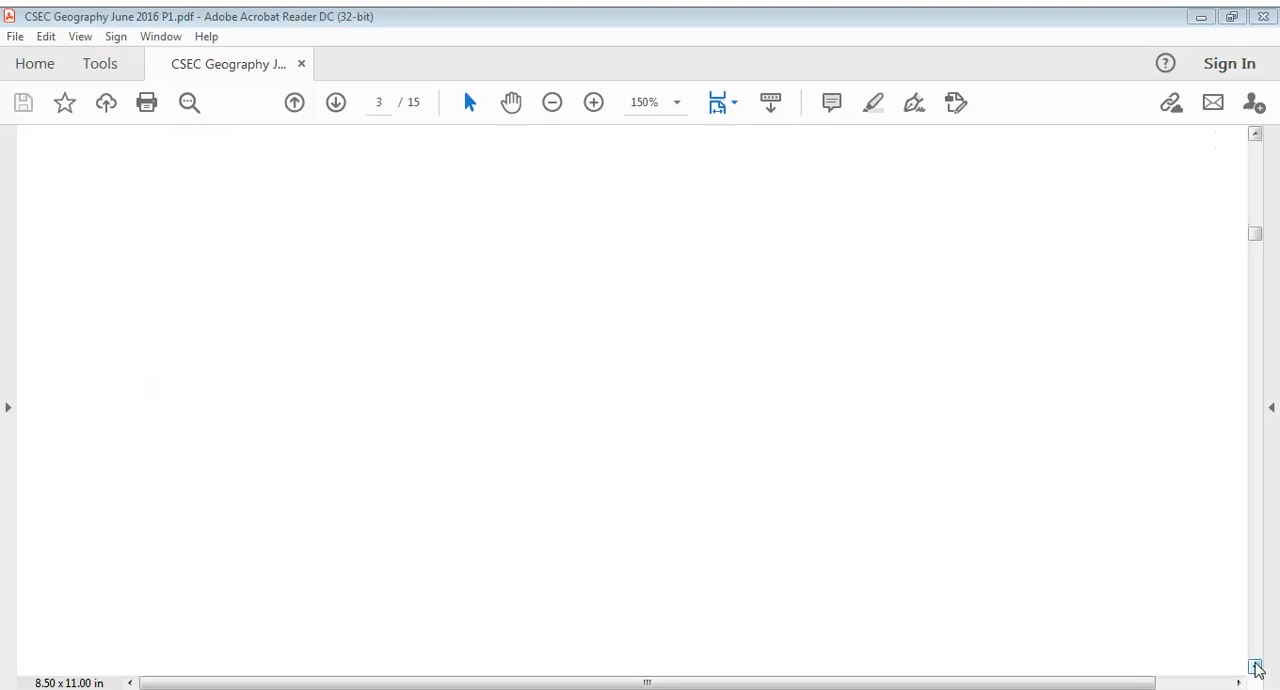 CSEC Geography June 2016 P1.pdf - Adobe Acrobat Reader DC (32-bit)
File Edit View Sign Window Help
Home Tools CSEC Geography J... × ? Sign In
3 / 15 150%
8.50 x 11.00 in